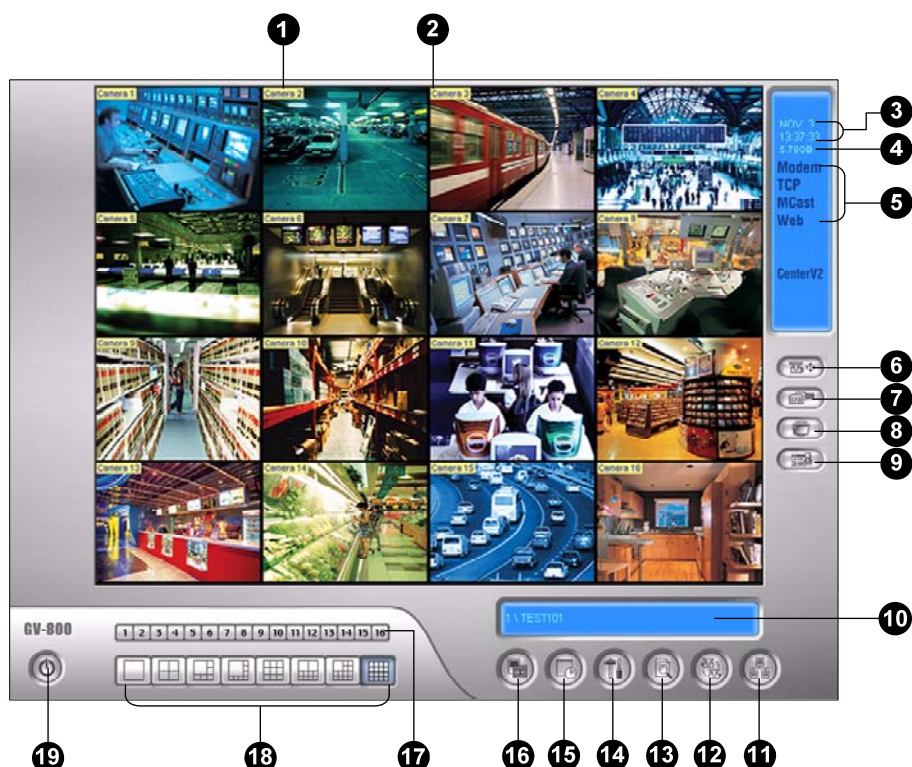 1 2
Camera 1 Camera 2 Camera 3 Camera 4
NOV 3
13:37:33
3
4
Modem
TCP
MCast
Web
5
Camera 5 Camera 6 Camera 7 Camera 8
CenterV2
Camera 9 Camera 10 Camera 11 Camera 12
6
7
8
9
Camera 13 Camera 14 Camera 15 Camera 16
1 \ TEST101
10
GV-800
1 2 3 4 5 6 7 8 9 10 11 12 13 14 15 16
19 18 17 16 15 14 13 12 11